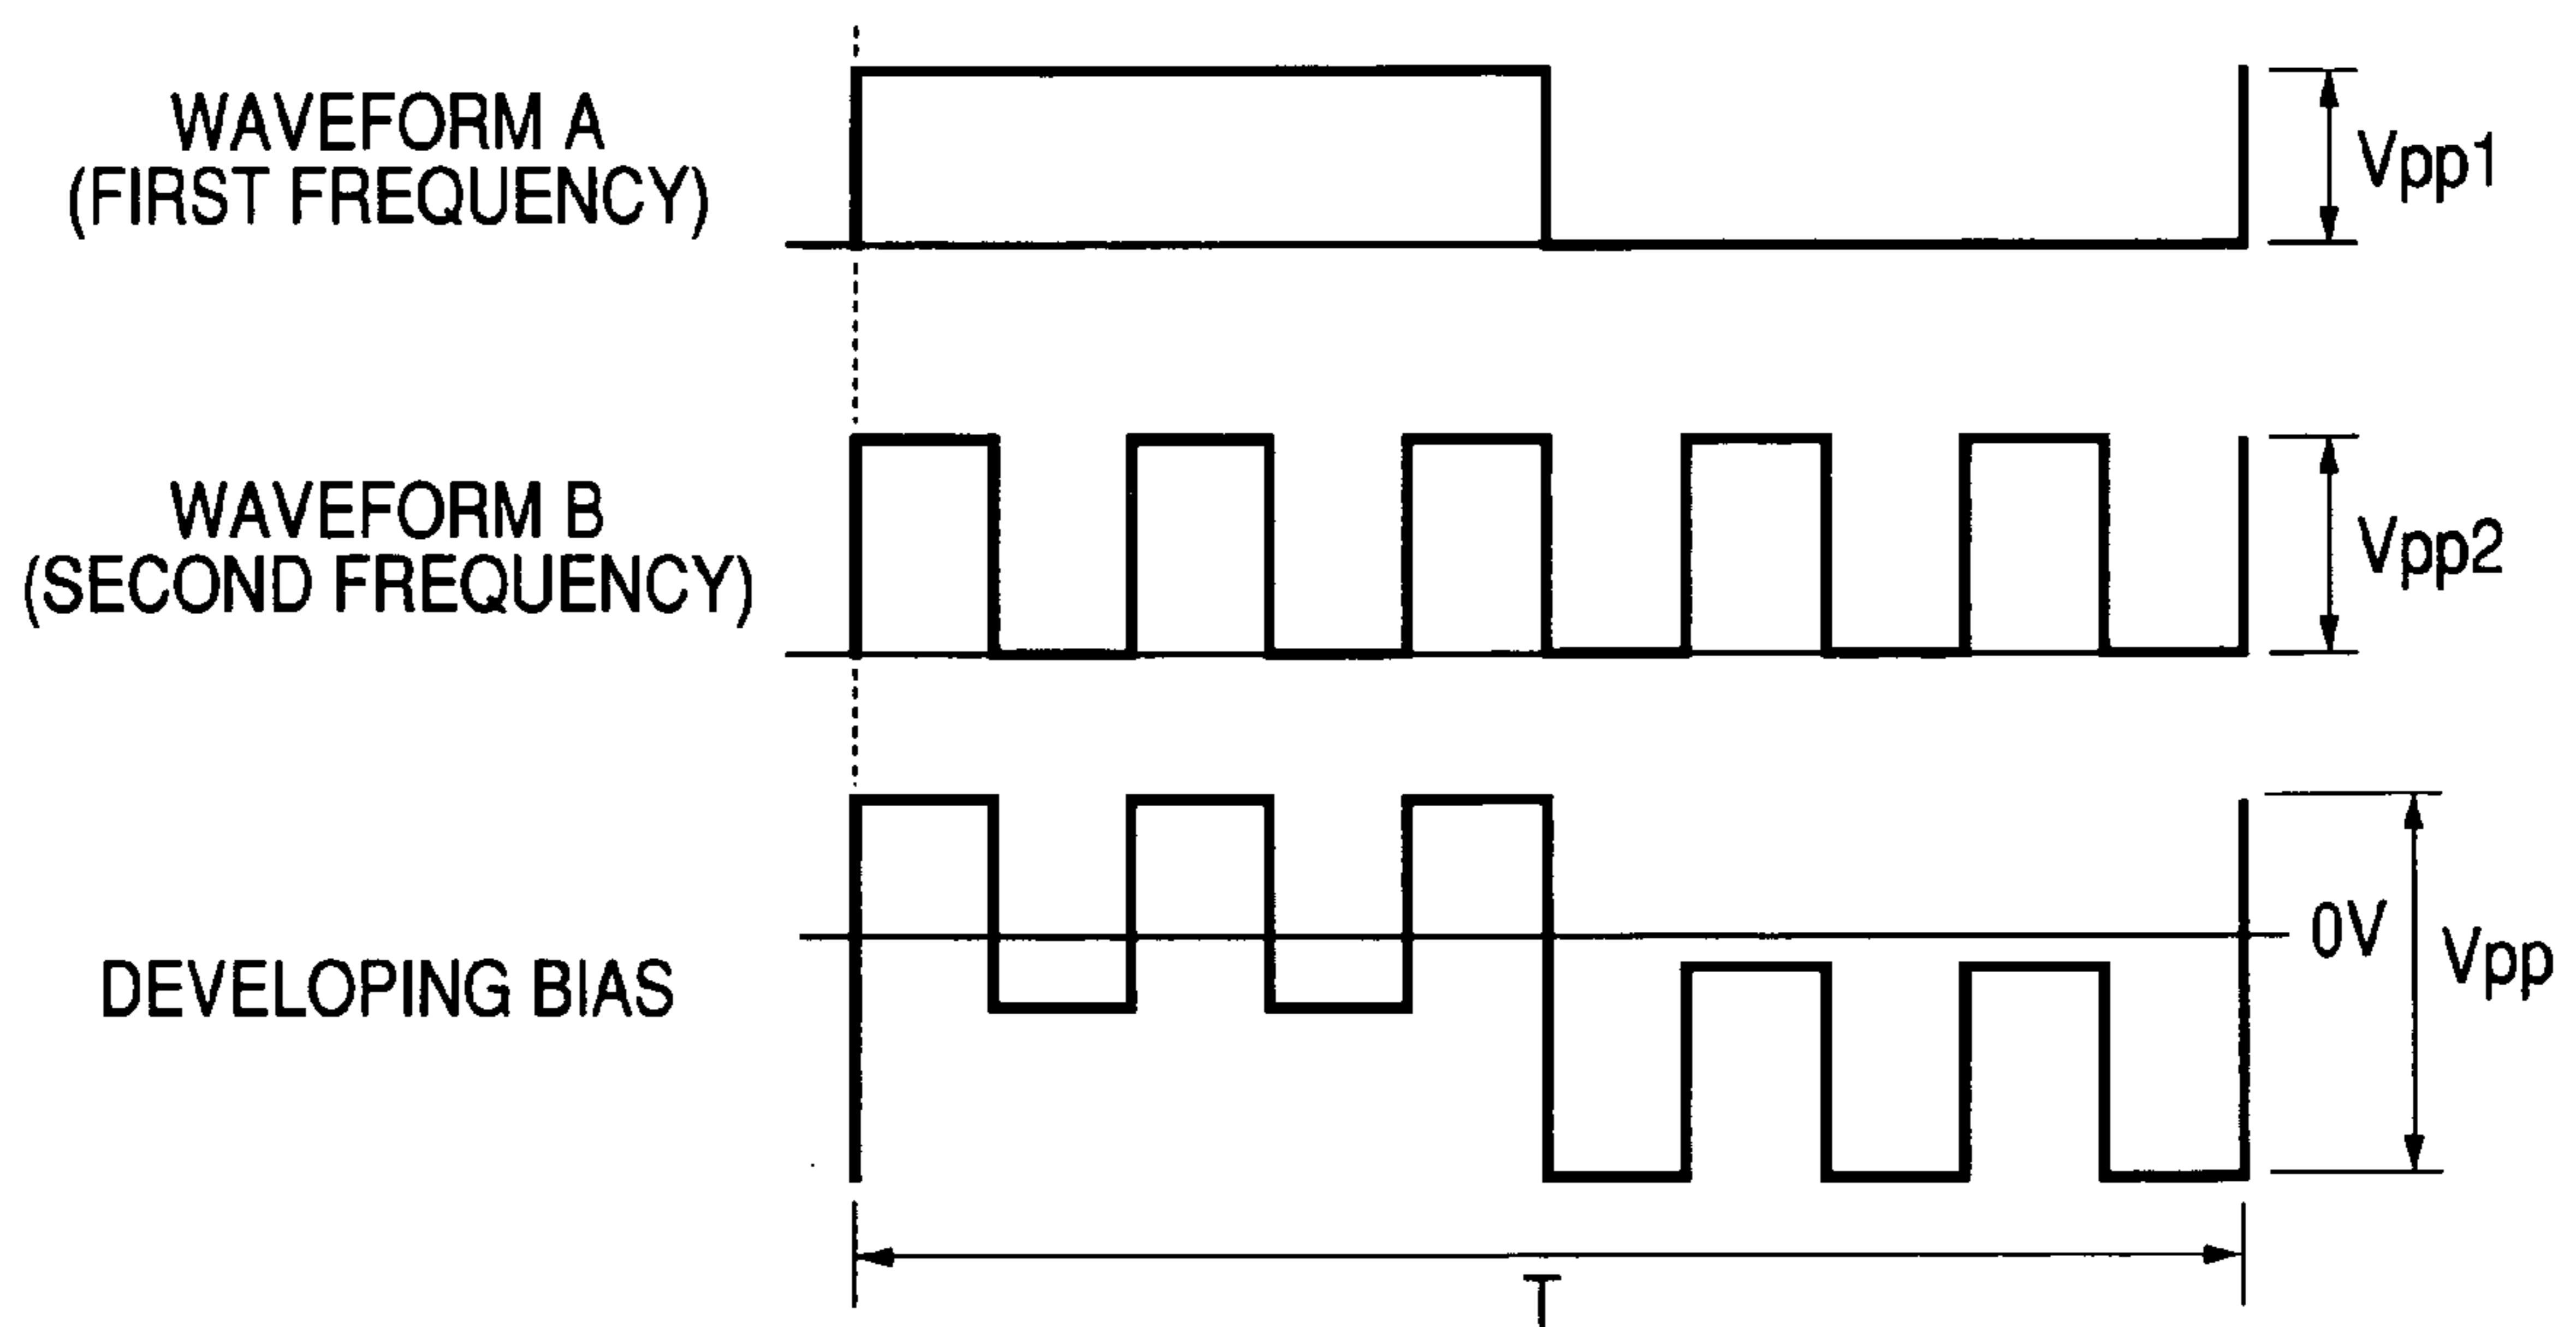 WAVEFORM A
(FIRST FREQUENCY)
Vpp1
WAVEFORM B
(SECOND FREQUENCY)
Vpp2
DEVELOPING BIAS
0V
Vpp
T